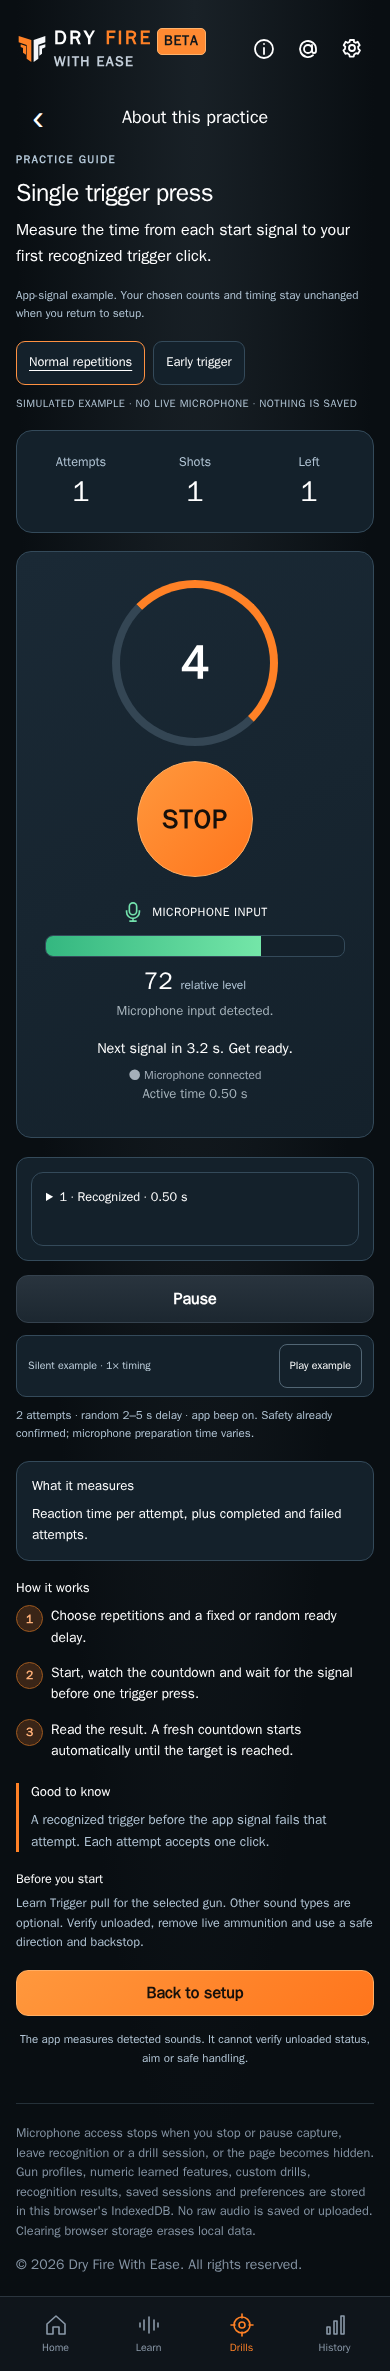 DRY FIRE BETA
WITH EASE
‹ About this practice
PRACTICE GUIDE
Single trigger press
Measure the time from each start signal to your
first recognized trigger click.
App-signal example. Your chosen counts and timing stay unchanged
when you return to setup.
Normal repetitions Early trigger
SIMULATED EXAMPLE · NO LIVE MICROPHONE · NOTHING IS SAVED
Attempts Shots Left
1 1 1
4
STOP
MICROPHONE INPUT
72 relative level
Microphone input detected.
Next signal in 3.2 s. Get ready.
Microphone connected
Active time 0.50 s
1 · Recognized · 0.50 s
Pause
Silent example · 1× timing Play example
2 attempts · random 2–5 s delay · app beep on. Safety already
confirmed; microphone preparation time varies.
What it measures
Reaction time per attempt, plus completed and failed
attempts.
How it works
1 Choose repetitions and a fixed or random ready
delay.
2 Start, watch the countdown and wait for the signal
before one trigger press.
3 Read the result. A fresh countdown starts
automatically until the target is reached.
Good to know
A recognized trigger before the app signal fails that
attempt. Each attempt accepts one click.
Before you start
Learn Trigger pull for the selected gun. Other sound types are
optional. Verify unloaded, remove live ammunition and use a safe
direction and backstop.
Back to setup
The app measures detected sounds. It cannot verify unloaded status,
aim or safe handling.
Microphone access stops when you stop or pause capture,
leave recognition or a drill session, or the page becomes hidden.
Gun profiles, numeric learned features, custom drills,
recognition results, saved sessions and preferences are stored
in this browser's IndexedDB. No raw audio is saved or uploaded.
Clearing browser storage erases local data.
© 2026 Dry Fire With Ease. All rights reserved.
Home Learn Drills History